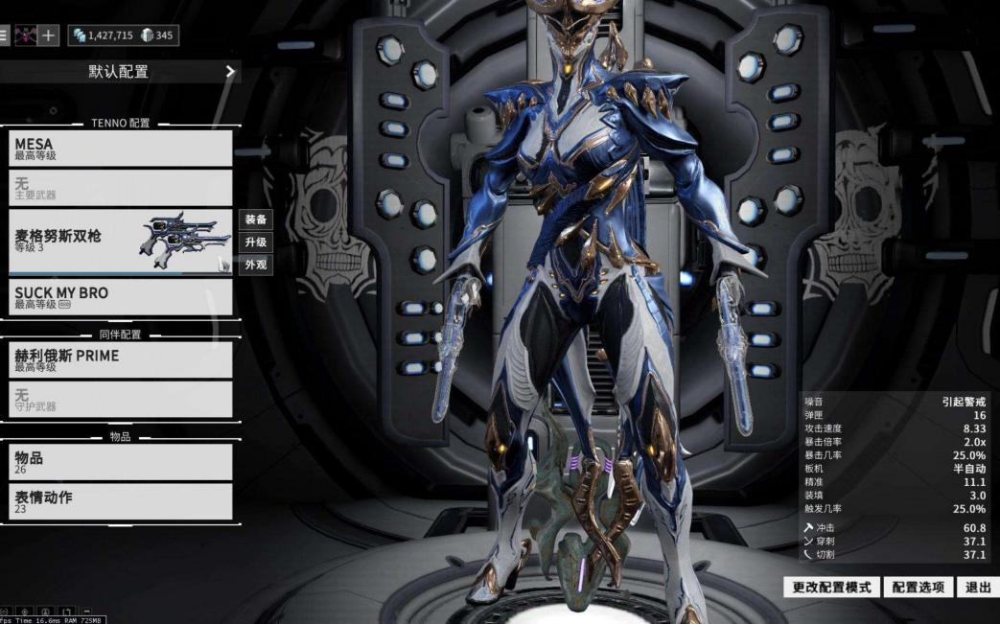 1,427,715 345
默认配置
TENNO 配置
MESA
最高等级
无
主要武器
麦格努斯双枪
等级 3
装备
升级
外观
SUCK MY BRO
最高等级
同伴配置
赫利俄斯 PRIME
最高等级
无
守护武器
物品
物品
26
表情动作
23
噪音 引起警戒
弹匣 16
攻击速度 8.33
暴击倍率 2.0x
暴击几率 25.0%
板机 半自动
精准 11.1
装填 3.0
触发几率 25.0%
冲击 60.8
穿刺 37.1
切割 37.1
更改配置模式 配置选项 退出
fps Time 16.6ms RAM 725MB